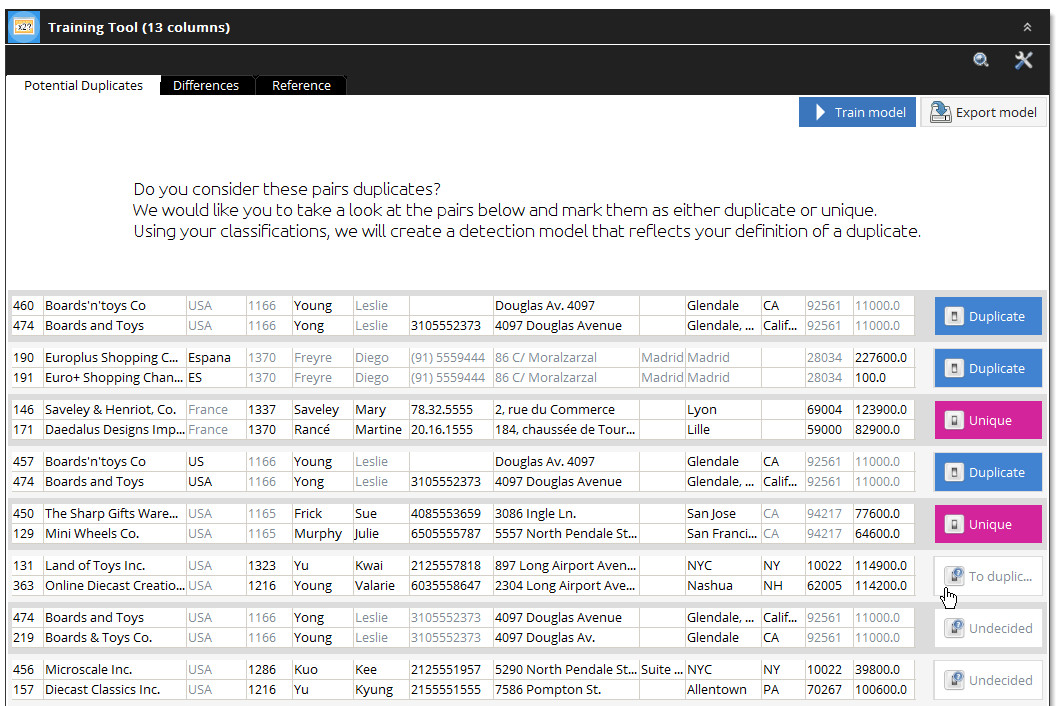 Training Tool (13 columns)
Potential Duplicates Differences Reference
Train model Export model
Do you consider these pairs duplicates?
We would like you to take a look at the pairs below and mark them as either duplicate or unique.
Using your classifications, we will create a detection model that reflects your definition of a duplicate.
460 Boards'n'toys Co USA 1166 Young Leslie Douglas Av. 4097 Glendale CA 92561 11000.0
474 Boards and Toys USA 1166 Yong Leslie 3105552373 4097 Douglas Avenue Glendale, ... Calif... 92561 11000.0
Duplicate
190 Europlus Shopping C... Espana 1370 Freyre Diego (91) 5559444 86 C/ Moralzarzal Madrid Madrid 28034 227600.0
191 Euro+ Shopping Chan... ES 1370 Freyre Diego (91) 5559444 86 C/ Moralzarzal Madrid Madrid 28034 100.0
Duplicate
146 Saveley & Henriot, Co. France 1337 Saveley Mary 78.32.5555 2, rue du Commerce Lyon 69004 123900.0
171 Daedalus Designs Imp... France 1370 Rancé Martine 20.16.1555 184, chaussée de Tour... Lille 59000 82900.0
Unique
457 Boards'n'toys Co US 1166 Young Leslie Douglas Av. 4097 Glendale CA 92561 11000.0
474 Boards and Toys USA 1166 Yong Leslie 3105552373 4097 Douglas Avenue Glendale, ... Calif... 92561 11000.0
Duplicate
450 The Sharp Gifts Ware... USA 1165 Frick Sue 4085553659 3086 Ingle Ln. San Jose CA 94217 77600.0
129 Mini Wheels Co. USA 1165 Murphy Julie 6505555787 5557 North Pendale St... San Franci... CA 94217 64600.0
Unique
131 Land of Toys Inc. USA 1323 Yu Kwai 2125557818 897 Long Airport Aven... NYC NY 10022 114900.0
363 Online Diecast Creatio... USA 1216 Young Valarie 6035558647 2304 Long Airport Ave... Nashua NH 62005 114200.0
To duplic...
474 Boards and Toys USA 1166 Yong Leslie 3105552373 4097 Douglas Avenue Glendale, ... Calif... 92561 11000.0
219 Boards & Toys Co. USA 1166 Young Leslie 3105552373 4097 Douglas Av. Glendale CA 92561 11000.0
Undecided
456 Microscale Inc. USA 1286 Kuo Kee 2125551957 5290 North Pendale St... Suite ... NYC NY 10022 39800.0
157 Diecast Classics Inc. USA 1216 Yu Kyung 2155551555 7586 Pompton St. Allentown PA 70267 100600.0
Undecided